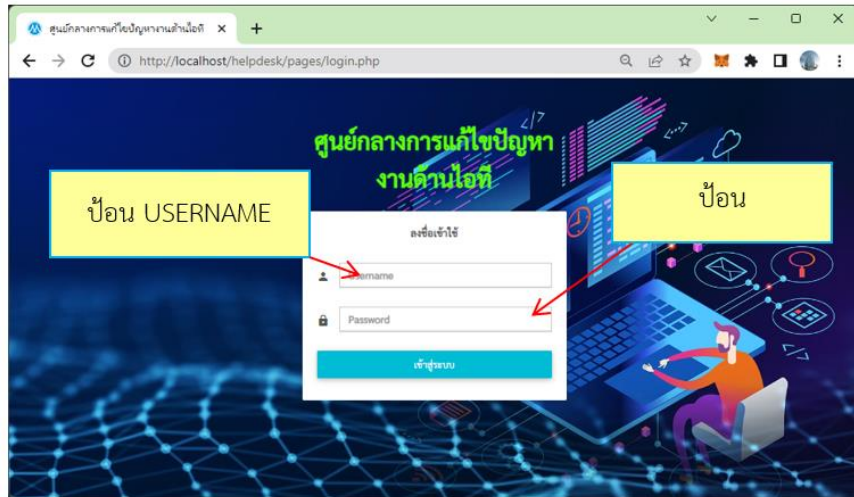 ศูนย์กลางการแก้ไขปัญหางานด้านไอที
http://localhost/helpdesk/pages/login.php
ศูนย์กลางการแก้ไขปัญหา
งานด้านไอที
ป้อน USERNAME
ป้อน
ลงชื่อเข้าใช้
Username
Password
เข้าสู่ระบบ